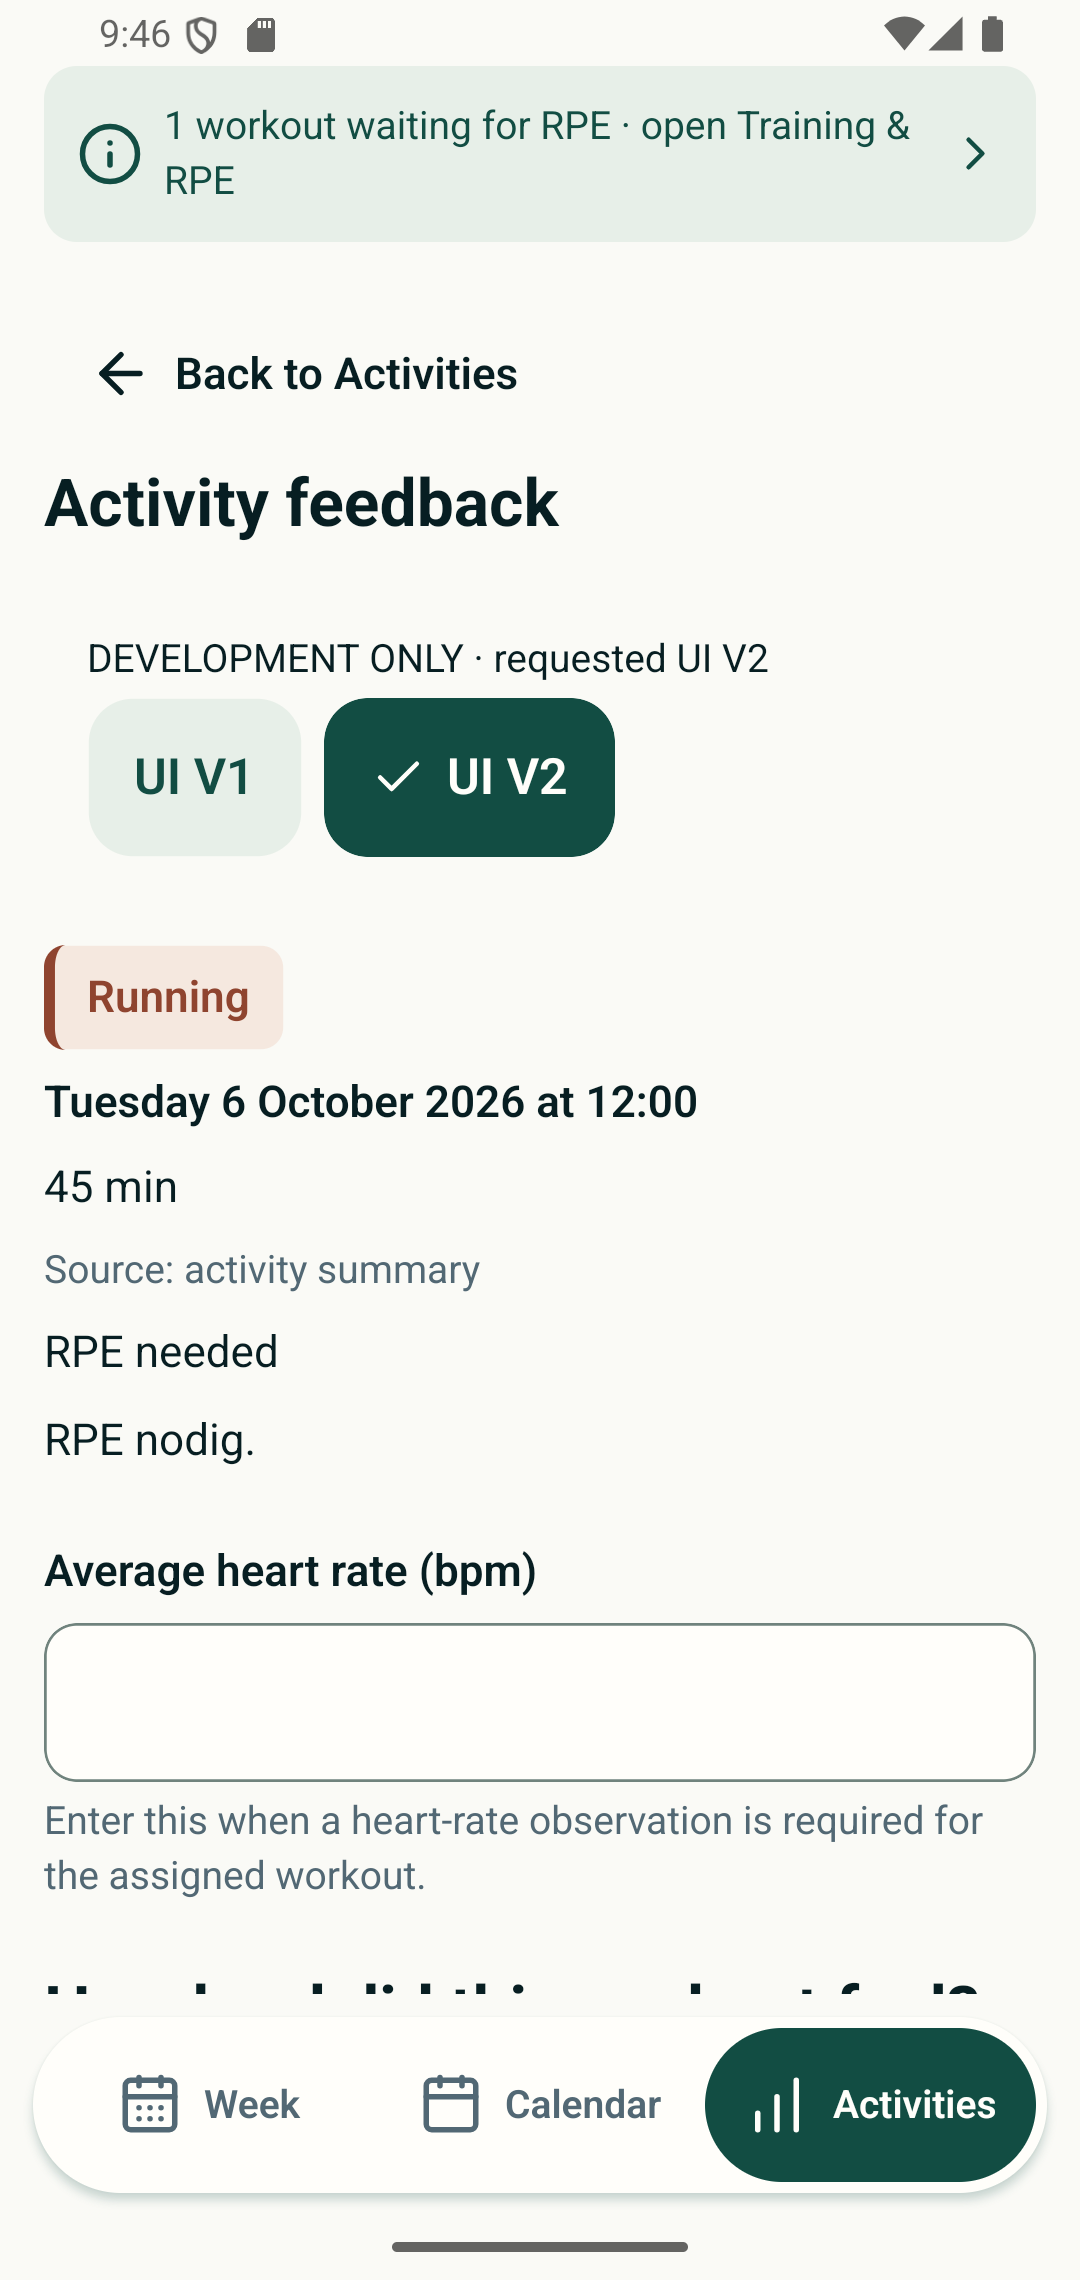 9:46
1 workout waiting for RPE · open Training &
RPE
Back to Activities
Activity feedback
DEVELOPMENT ONLY · requested UI V2
UI V1
UI V2
Running
Tuesday 6 October 2026 at 12:00
45 min
Source: activity summary
RPE needed
RPE nodig.
Average heart rate (bpm)
Enter this when a heart-rate observation is required for
the assigned workout.
Week
Calendar
Activities